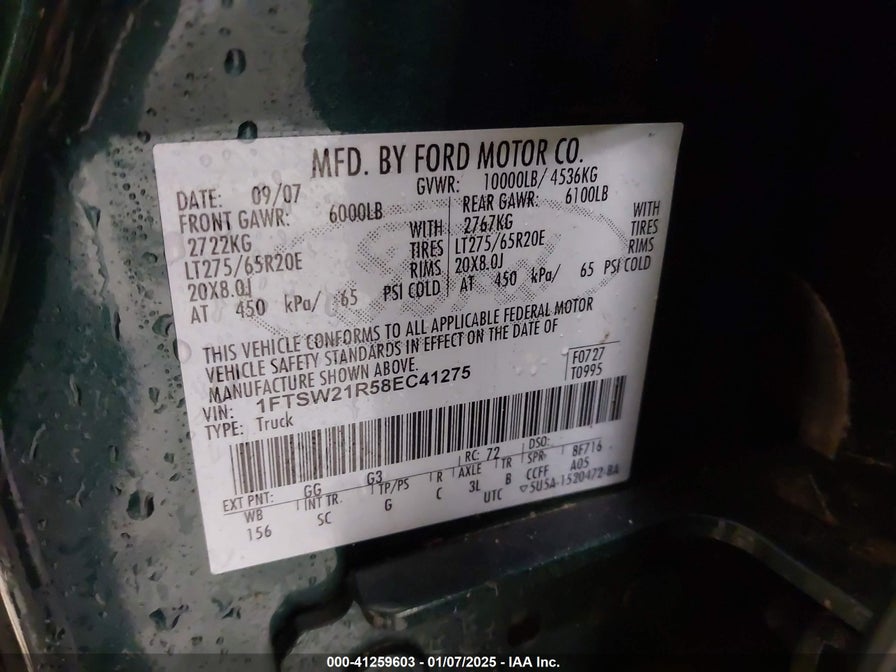 MFD. BY FORD MOTOR CO.
DATE: 09/07 GVWR: 10000LB/ 4536KG
FRONT GAWR: 6000LB REAR GAWR: 6100LB
2722KG WITH 2767KG WITH
LT275/65R20E TIRES LT275/65R20E TIRES
20X8.0J RIMS 20X8.0J RIMS
AT 450 kPa/ 65 PSI COLD AT 450 kPa/ 65 PSI COLD
THIS VEHICLE CONFORMS TO ALL APPLICABLE FEDERAL MOTOR
VEHICLE SAFETY STANDARDS IN EFFECT ON THE DATE OF
MANUFACTURE SHOWN ABOVE.
VIN: 1FTSW21R58EC41275
TYPE: Truck
F0727
T0995
EXT PNT: GG G3 RC: 72 DSO:
WB INT TR TP/PS R AXLE TR SPR 8F716
156 SC G C 3L B CCFF A05
UTC ▽5U5A-1520472-BA
000-41259603 - 01/07/2025 - IAA Inc.